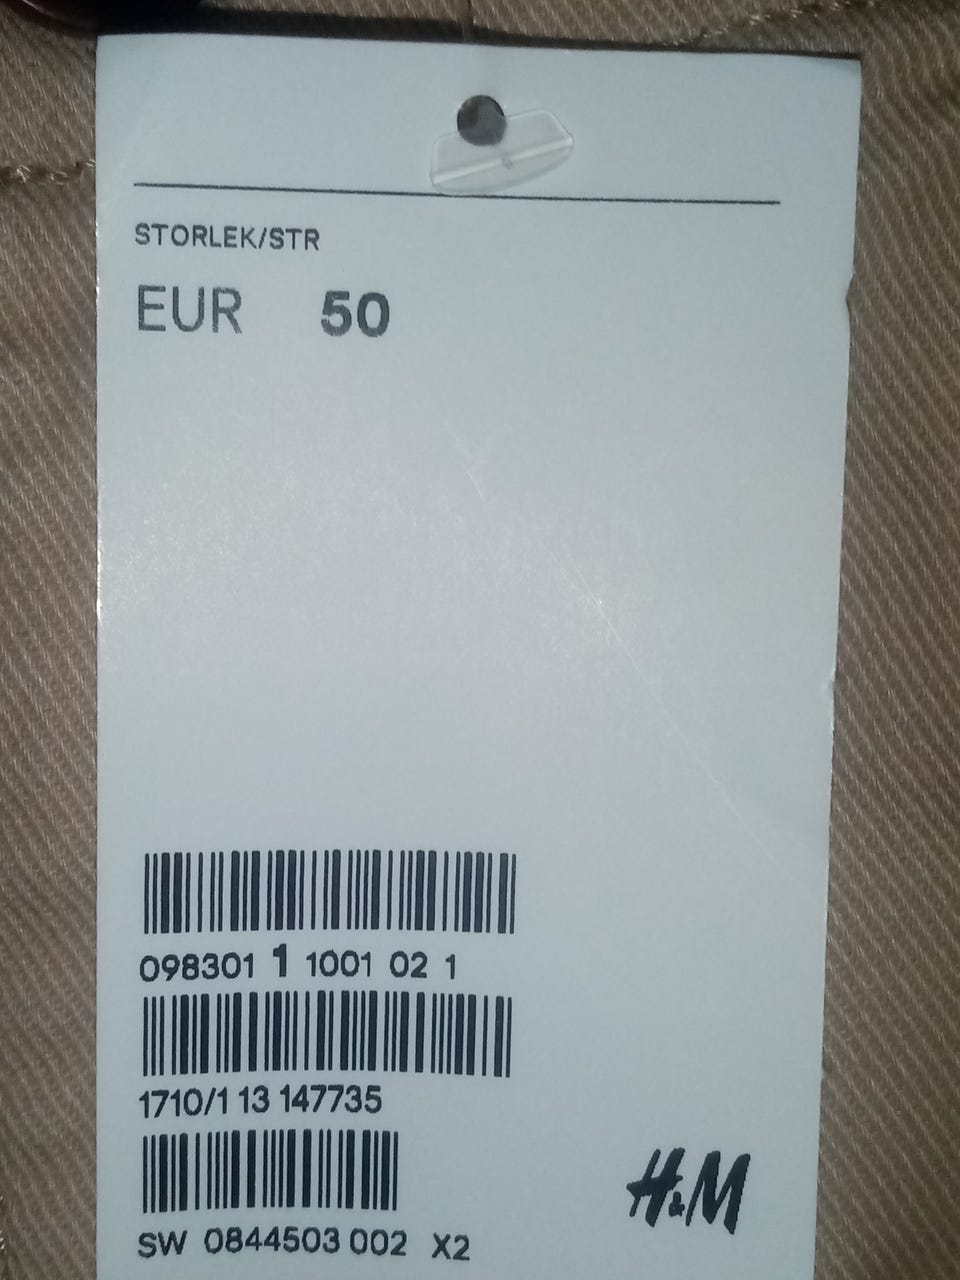 STORLEK/STR
EUR 50
098301 1 1001 02 1
1710/1 13 147735
SW 0844503 002 X2
H&M